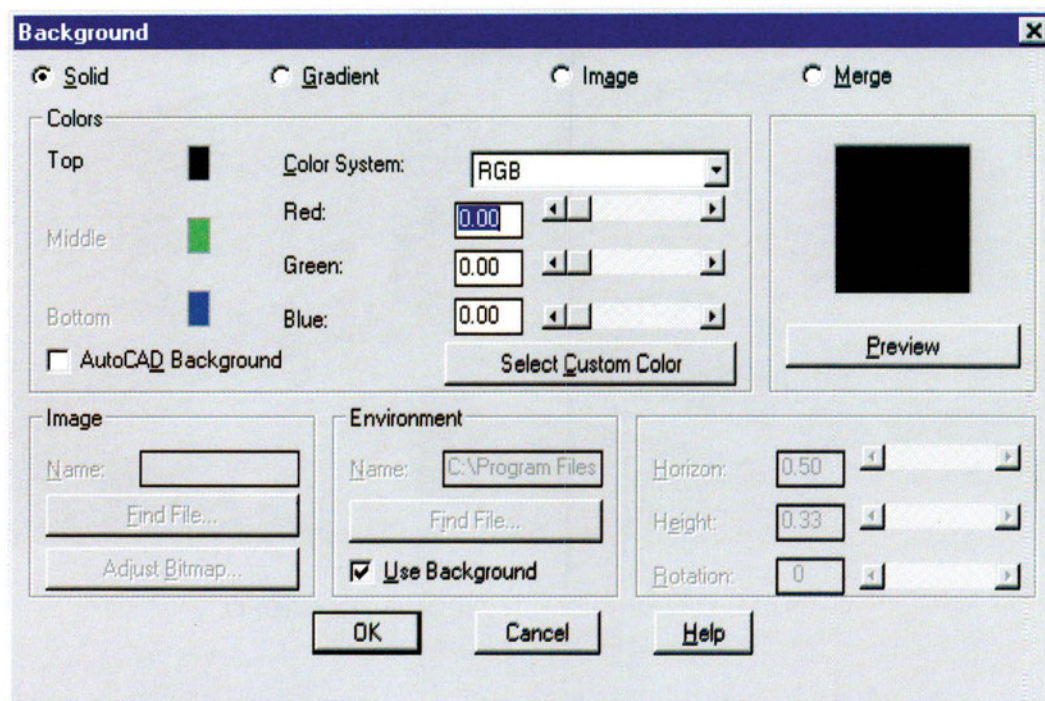 Background
Solid Gradient Image Merge
Colors
Top
Middle
Bottom
AutoCAD Background
Color System: RGB
Red: 0.00
Green: 0.00
Blue: 0.00
Select Custom Color
Preview
Image
Name:
Find File...
Adjust Bitmap...
Environment
Name: C:\Program Files
Find File...
Use Background
Horizon: 0.50
Height: 0.33
Rotation: 0
OK Cancel Help